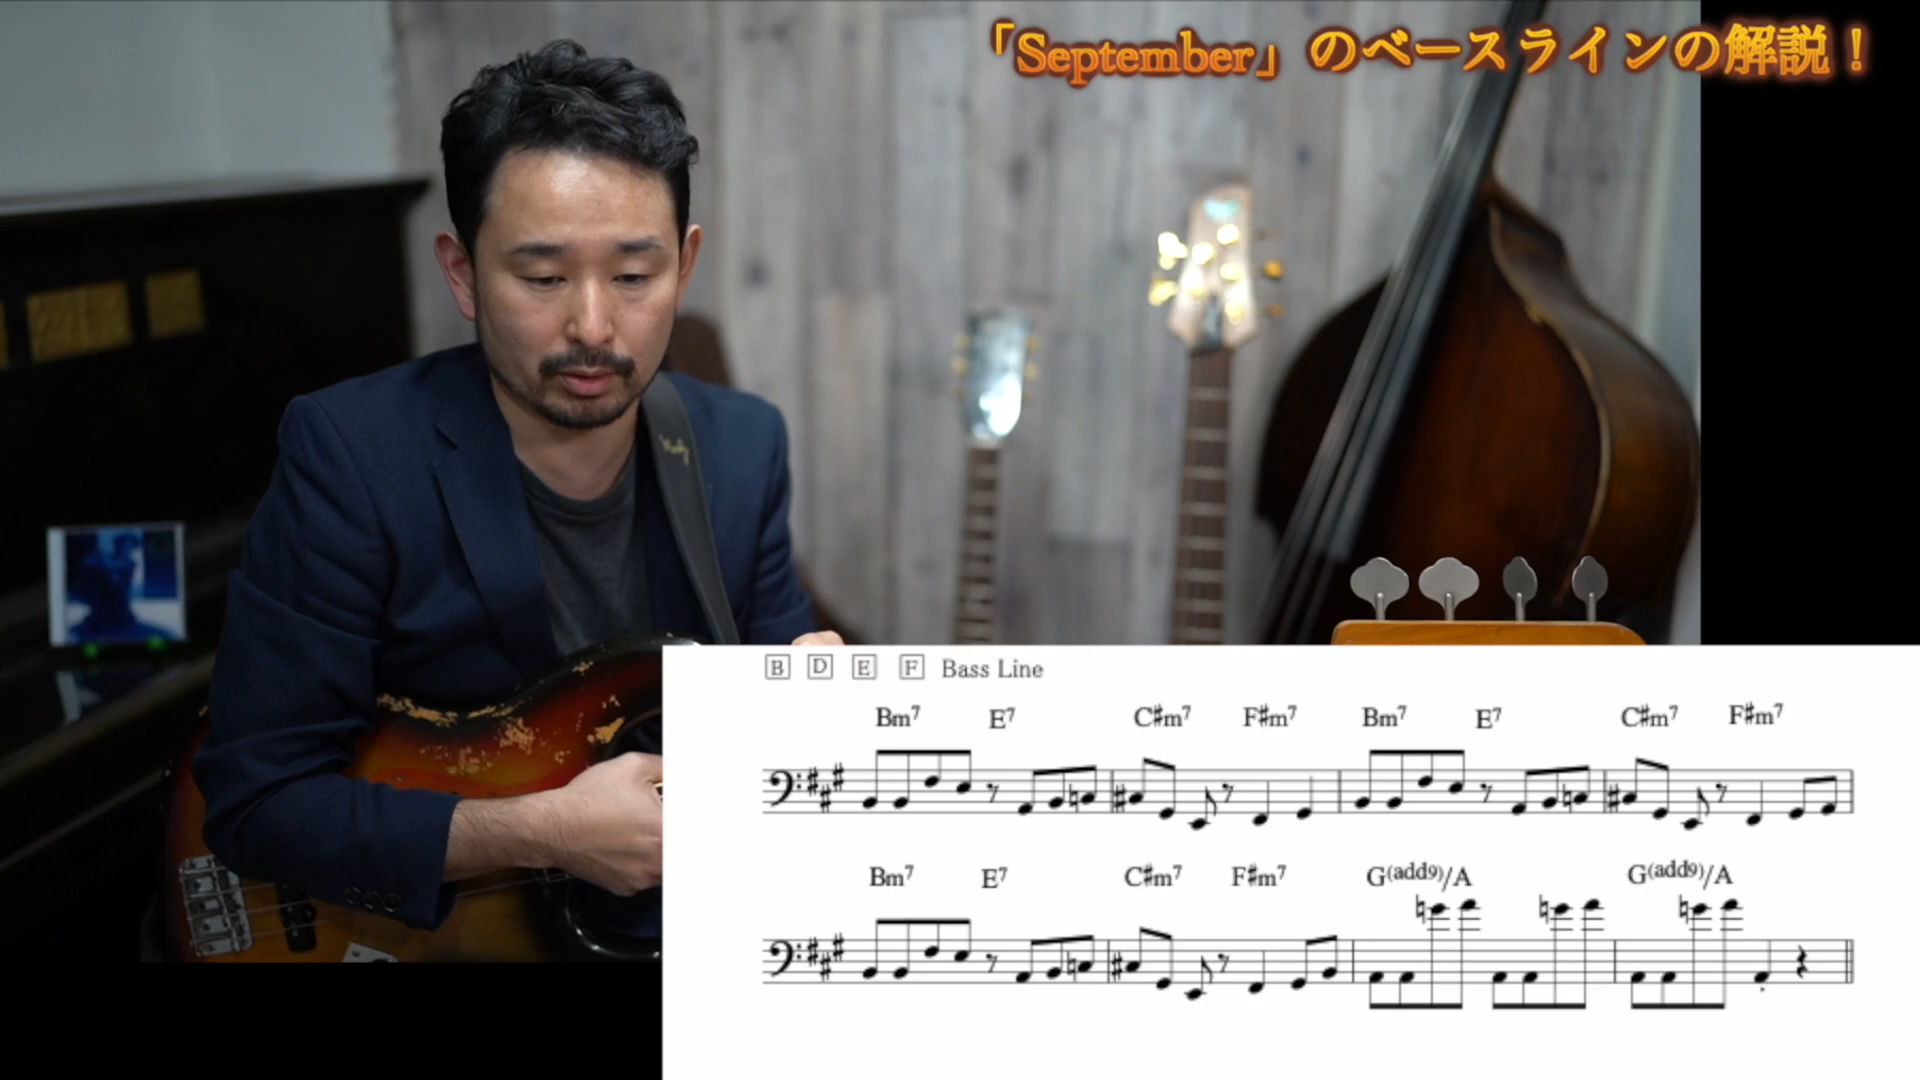 「September」のベースラインの解説！
B D E F Bass Line
Bm7 E7 C♯m7 F♯m7 Bm7 E7 C♯m7 F♯m7
Bm7 E7 C♯m7 F♯m7 G(add9)/A G(add9)/A